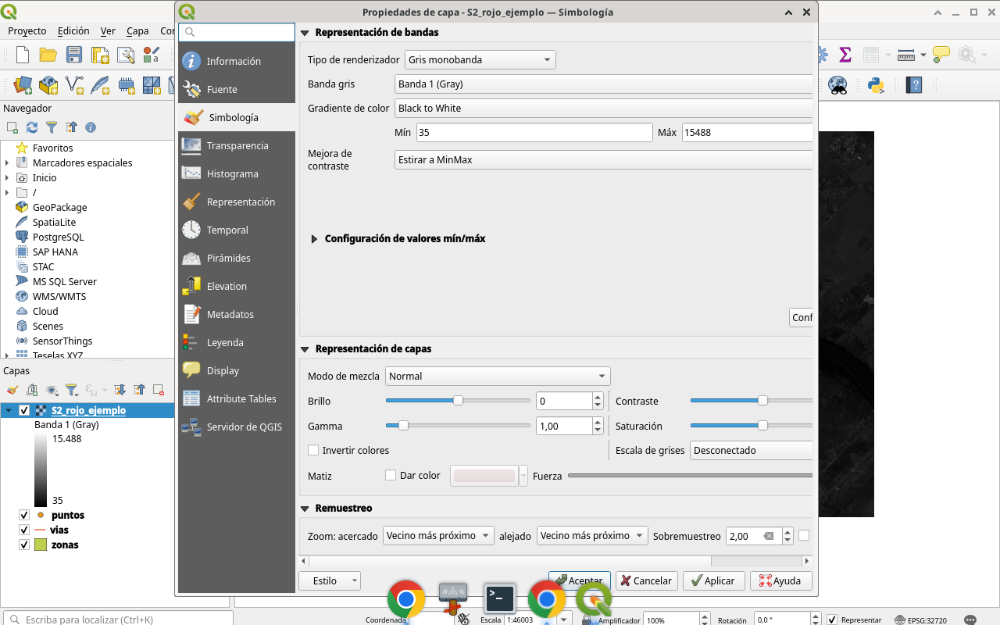 Propiedades de capa - S2_rojo_ejemplo — Simbología
Proyecto Edición Ver Capa
Navegador
Favoritos
Marcadores espaciales
Inicio
/
GeoPackage
SpatiaLite
PostgreSQL
SAP HANA
STAC
MS SQL Server
WMS/WMTS
Cloud
Scenes
SensorThings
Teselas XYZ
Capas
S2_rojo_ejemplo
Banda 1 (Gray)
15.488
35
puntos
vias
zonas
Información
Fuente
Simbología
Transparencia
Histograma
Representación
Temporal
Pirámides
Elevation
Metadatos
Leyenda
Display
Attribute Tables
Servidor de QGIS
Representación de bandas
Tipo de renderizador Gris monobanda
Banda gris Banda 1 (Gray)
Gradiente de color Black to White
Mín 35 Máx 15488
Mejora de
contraste
Estirar a MinMax
Configuración de valores mín/máx
Conf
Representación de capas
Modo de mezcla Normal
Brillo 0 Contraste
Gamma 1,00 Saturación
Invertir colores Escala de grises Desconectado
Matiz Dar color Fuerza
Remuestreo
Zoom: acercado Vecino más próximo alejado Vecino más próximo Sobremuestreo 2,00
Estilo Aceptar Cancelar Aplicar Ayuda
Escriba para localizar (Ctrl+K) Coordenada Escala 1:46003 Amplificador 100% Rotación 0,0 ° Representar EPSG:32720